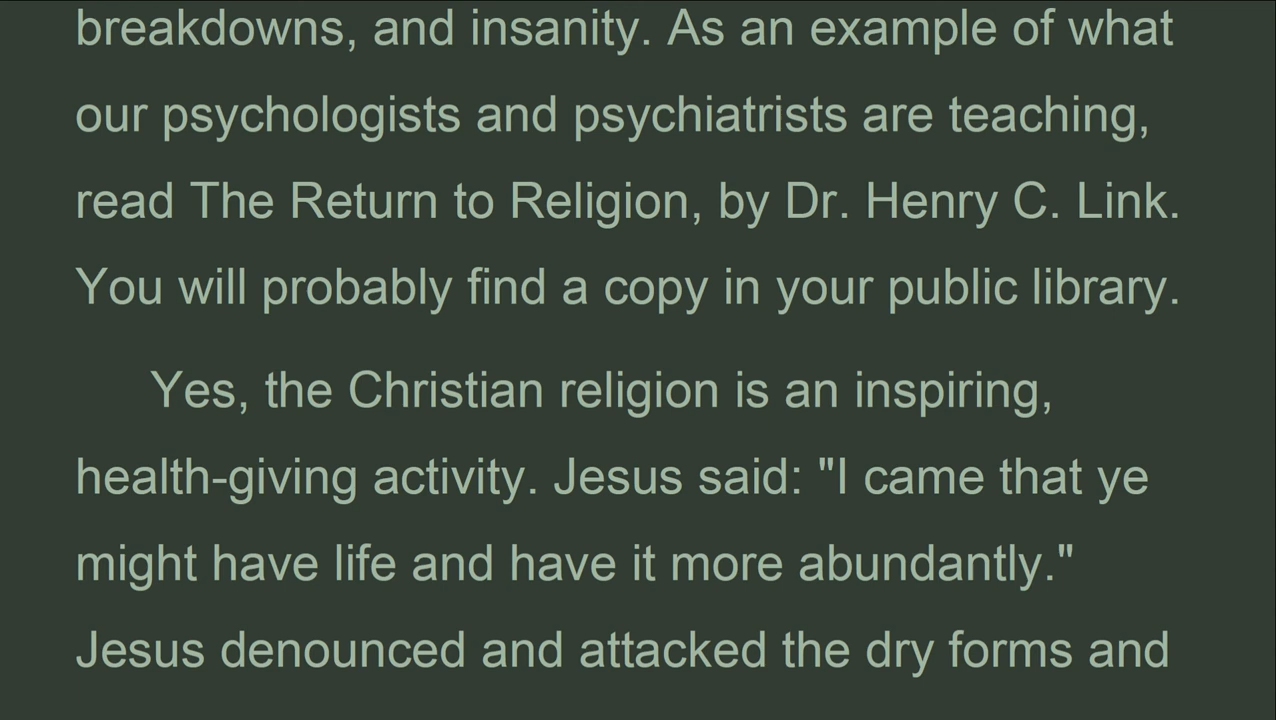 breakdowns, and insanity. As an example of what
our psychologists and psychiatrists are teaching,
read The Return to Religion, by Dr. Henry C. Link.
You will probably find a copy in your public library.
Yes, the Christian religion is an inspiring,
health-giving activity. Jesus said: "I came that ye
might have life and have it more abundantly."
Jesus denounced and attacked the dry forms and